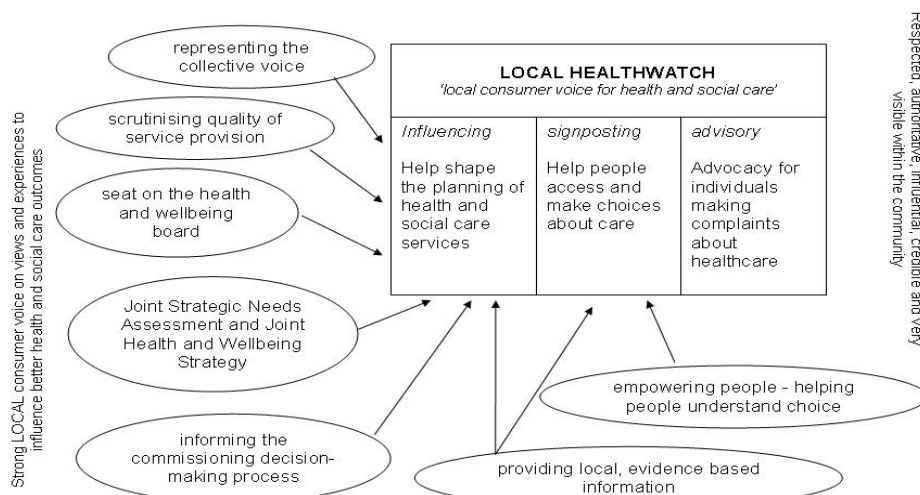 representing the
collective voice
scrutinising quality of
service provision
seat on the health
and wellbeing
board
Joint Strategic Needs
Assessment and Joint
Health and Wellbeing
Strategy
informing the
commissioning decision-
making process
LOCAL HEALTHWATCH
'local consumer voice for health and social care'
Influencing
Help shape
the planning of
health and
social care
services
signposting
Help people
access and
make choices
about care
advisory
Advocacy for
individuals
making
complaints
about
healthcare
empowering people - helping
people understand choice
providing local, evidence based
information
Strong LOCAL consumer voice on views and experiences to
influence better health and social care outcomes
Respected, authoritative, influential, credible and very
visible within the community